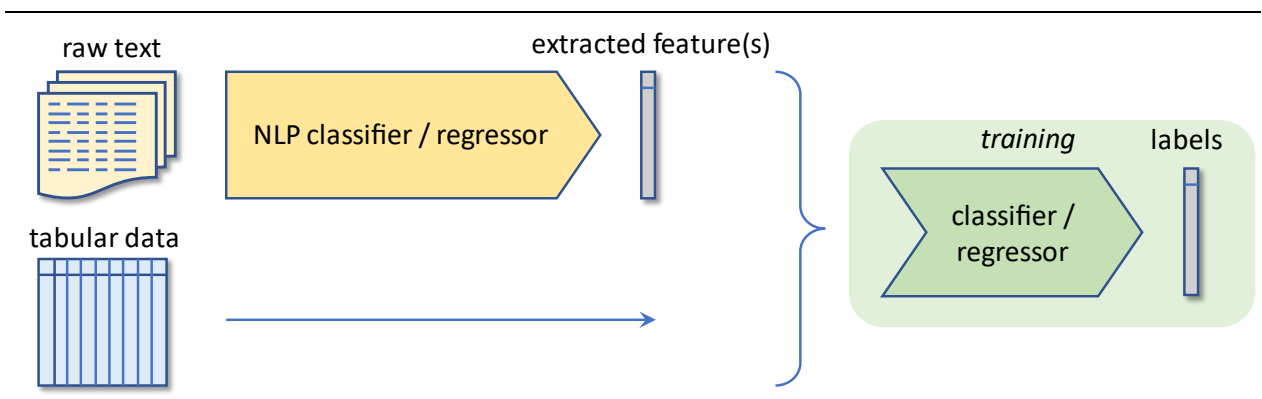 raw text
extracted feature(s)
NLP classifier / regressor
training
labels
classifier /
regressor
tabular data